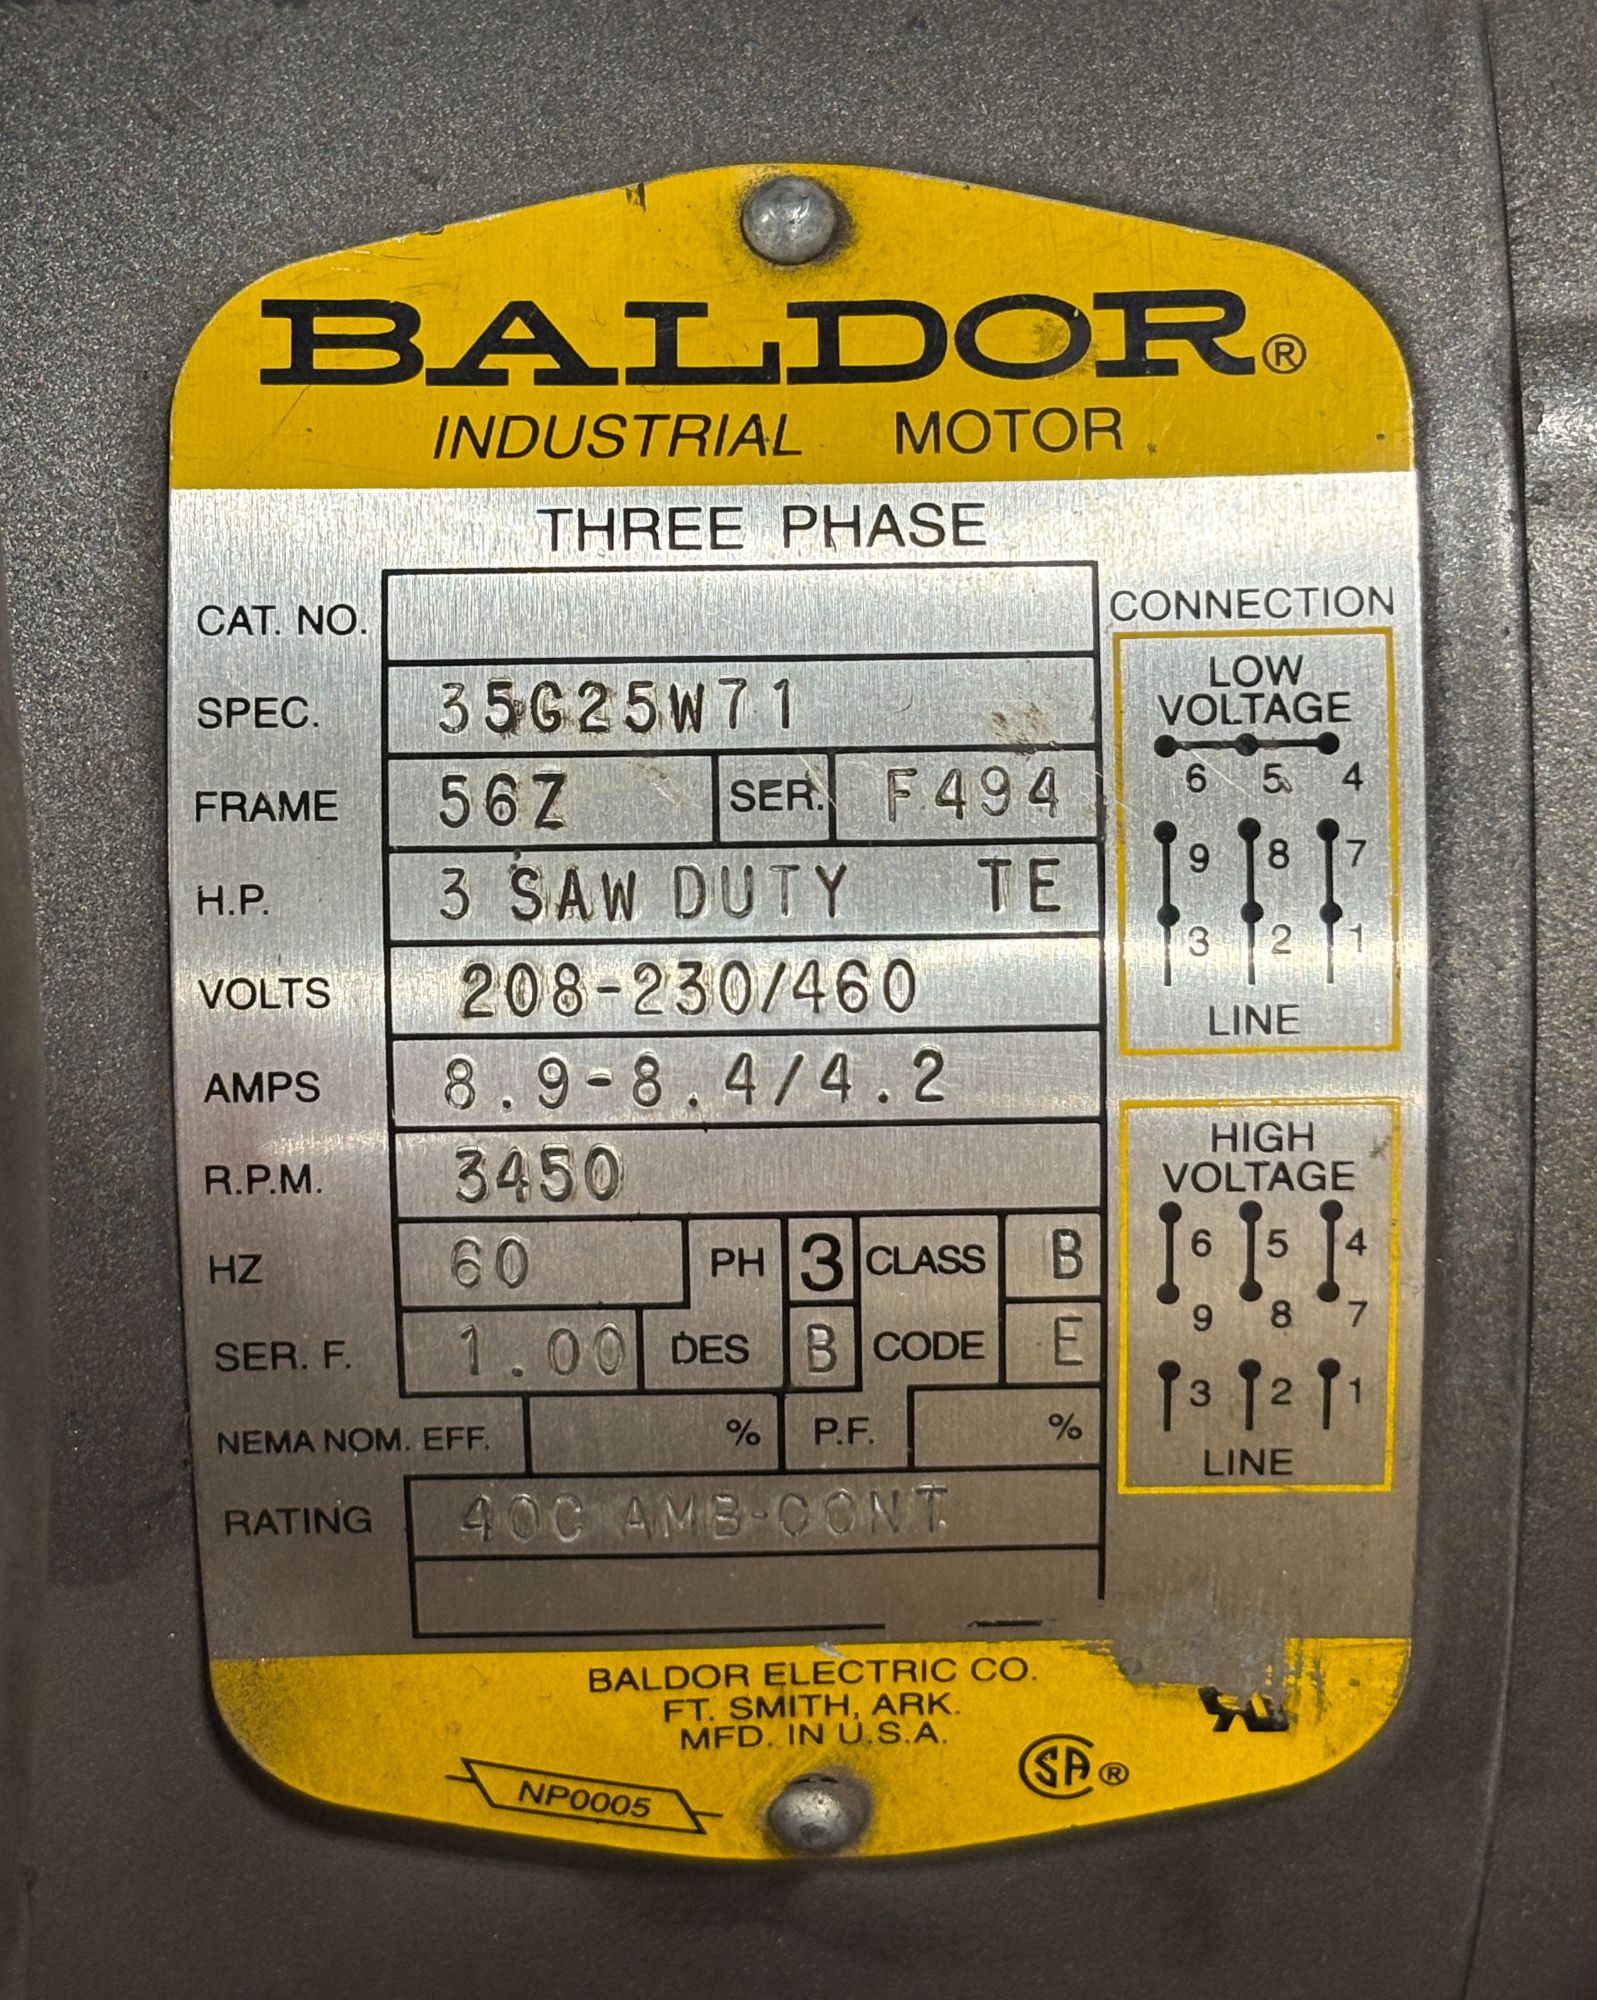 BALDOR®
INDUSTRIAL MOTOR
THREE PHASE
CAT. NO.
SPEC. 35G25W71
FRAME 56Z SER. F494
H.P. 3 SAW DUTY TE
VOLTS 208-230/460
AMPS 8.9-8.4/4.2
R.P.M. 3450
HZ 60 PH 3 CLASS B
SER. F. 1.00 DES B CODE E
NEMA NOM. EFF. % P.F. %
RATING 40C AMB-CONT
CONNECTION
LOW
VOLTAGE
6 5 4
9 8 7
3 2 1
LINE
HIGH
VOLTAGE
6 5 4
9 8 7
3 2 1
LINE
BALDOR ELECTRIC CO.
FT. SMITH, ARK.
MFD. IN U.S.A.
NP0005
SA®